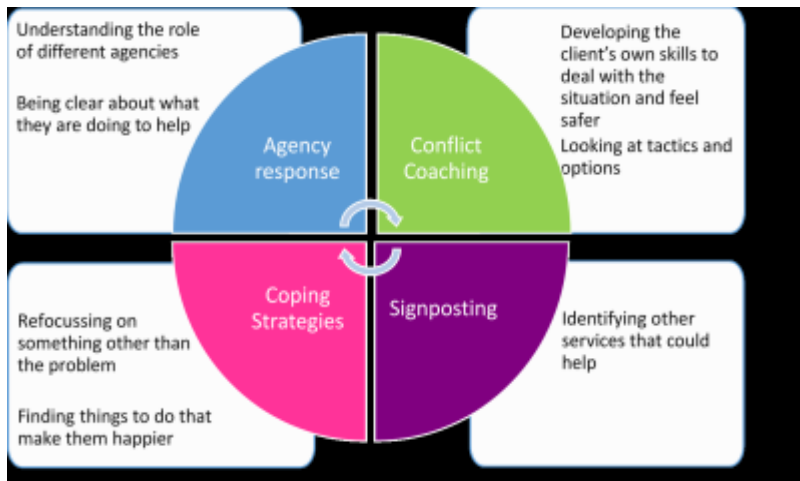 Understanding the role
of different agencies
Being clear about what
they are doing to help
Agency
response
Conflict
Coaching
Developing the
client's own skills to
deal with the
situation and feel
safer
Looking at tactics and
options
Refocussing on
something other than
the problem
Finding things to do that
make them happier
Coping
Strategies
Signposting
Identifying other
services that could
help